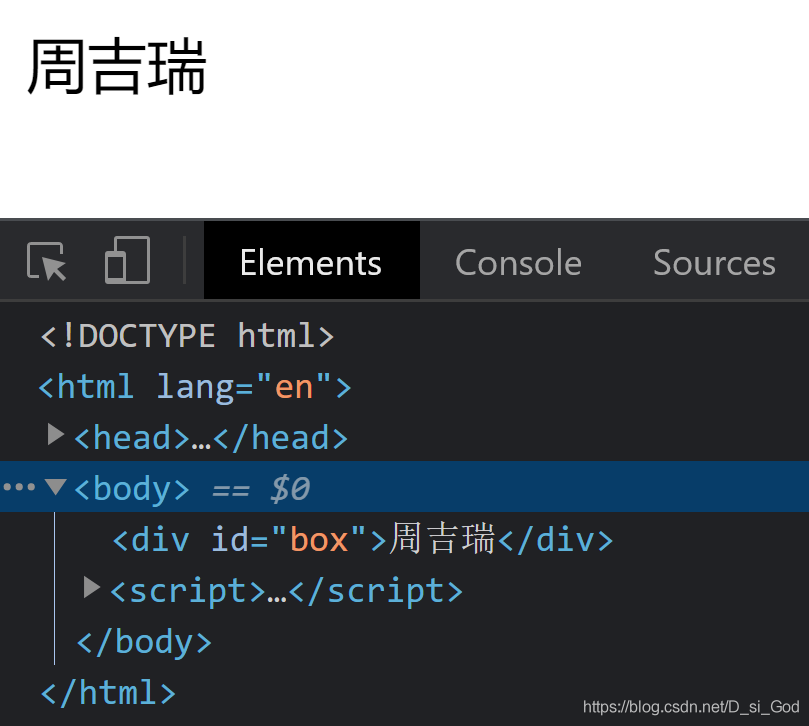 周吉瑞
Elements Console Sources
<!DOCTYPE html>
<html lang="en">
<head>…</head>
<body> == $0
<div id="box">周吉瑞</div>
<script>…</script>
</body>
</html>
https://blog.csdn.net/D_si_God